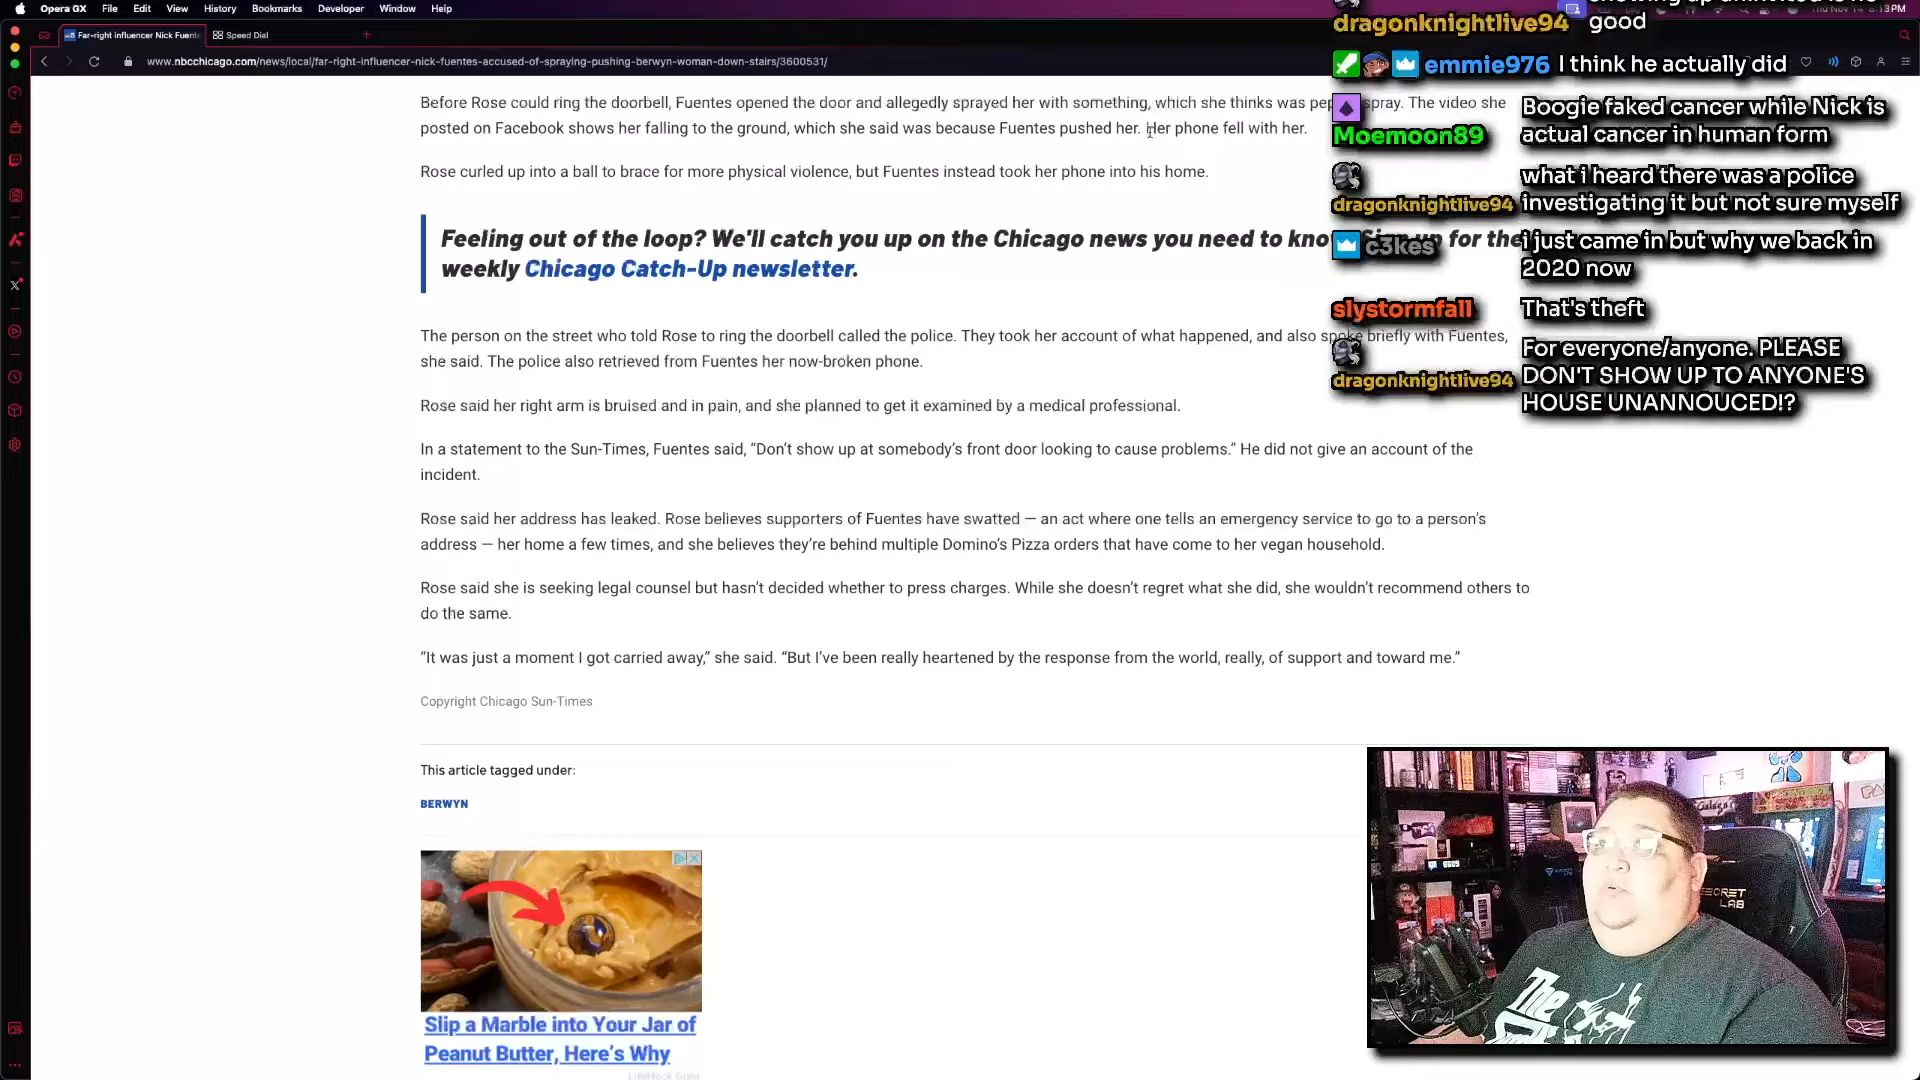 Opera GX File Edit View History Bookmarks Developer Window Help
Far-right influencer Nick Fuent Speed Dial
www.nbcchicago.com/news/local/far-right-influencer-nick-fuentes-accused-of-spraying-pushing-berwyn-woman-down-stairs/3600531/
Before Rose could ring the doorbell, Fuentes opened the door and allegedly sprayed her with something, which she thinks was pep spray. The video she
posted on Facebook shows her falling to the ground, which she said was because Fuentes pushed her. Her phone fell with her.
Rose curled up into a ball to brace for more physical violence, but Fuentes instead took her phone into his home.
Feeling out of the loop? We'll catch you up on the Chicago news you need to kno up for the
weekly Chicago Catch-Up newsletter.
The person on the street who told Rose to ring the doorbell called the police. They took her account of what happened, and also spoke briefly with Fuentes,
she said. The police also retrieved from Fuentes her now-broken phone.
Rose said her right arm is bruised and in pain, and she planned to get it examined by a medical professional.
In a statement to the Sun-Times, Fuentes said, “Don’t show up at somebody’s front door looking to cause problems.” He did not give an account of the
incident.
Rose said her address has leaked. Rose believes supporters of Fuentes have swatted — an act where one tells an emergency service to go to a person's
address — her home a few times, and she believes they’re behind multiple Domino’s Pizza orders that have come to her vegan household.
Rose said she is seeking legal counsel but hasn’t decided whether to press charges. While she doesn’t regret what she did, she wouldn’t recommend others to
do the same.
“It was just a moment I got carried away,” she said. “But I’ve been really heartened by the response from the world, really, of support and toward me.”
Copyright Chicago Sun-Times
This article tagged under:
BERWYN
Slip a Marble into Your Jar of
Peanut Butter, Here’s Why
dragonknightlive94 good
emmie976 I think he actually did
Moemoon89 Boogie faked cancer while Nick is
actual cancer in human form
dragonknightlive94 what i heard there was a police
investigating it but not sure myself
c3kes i just came in but why we back in
2020 now
slystormfall That's theft
dragonknightlive94 For everyone/anyone. PLEASE
DON'T SHOW UP TO ANYONE'S
HOUSE UNANNOUCED!?
SECRET
LAB
The